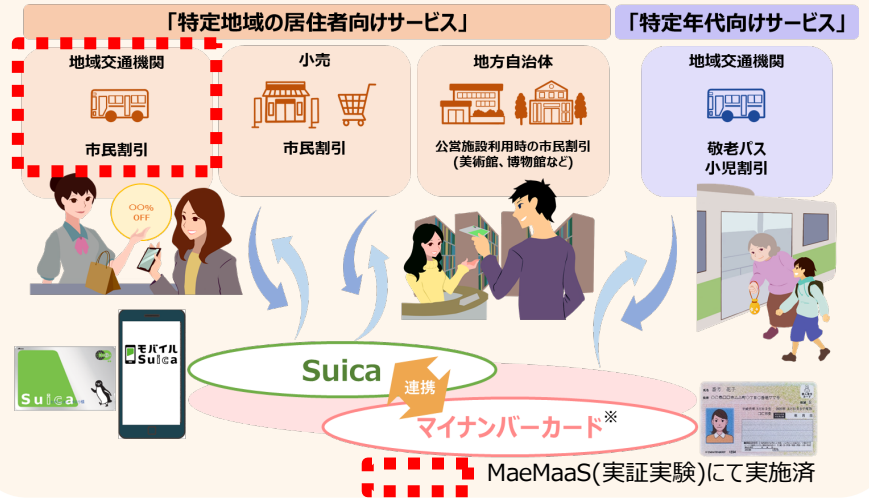 「特定地域の居住者向けサービス」
「特定年代向けサービス」
地域交通機関
市民割引
小売
市民割引
地方自治体
公営施設利用時の市民割引
(美術館、博物館など)
地域交通機関
敬老パス
小児割引
〇〇%
OFF
Suica
モバイル
Suica
Suica
連携
マイナンバーカード※
MaeMaaS(実証実験)にて実施済